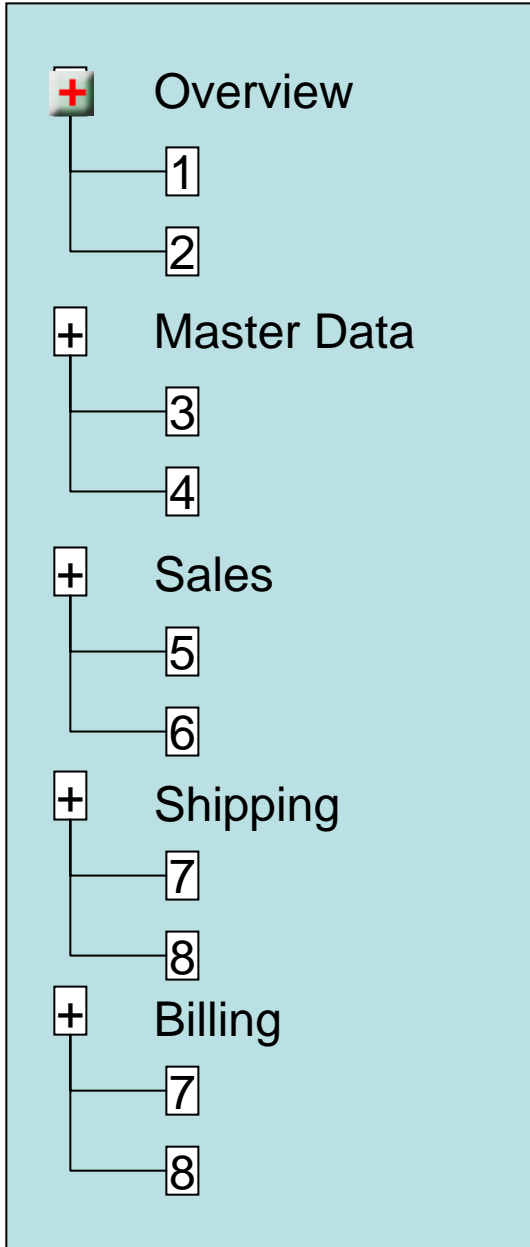 + Overview
1
2
+ Master Data
3
4
+ Sales
5
6
+ Shipping
7
8
+ Billing
7
8